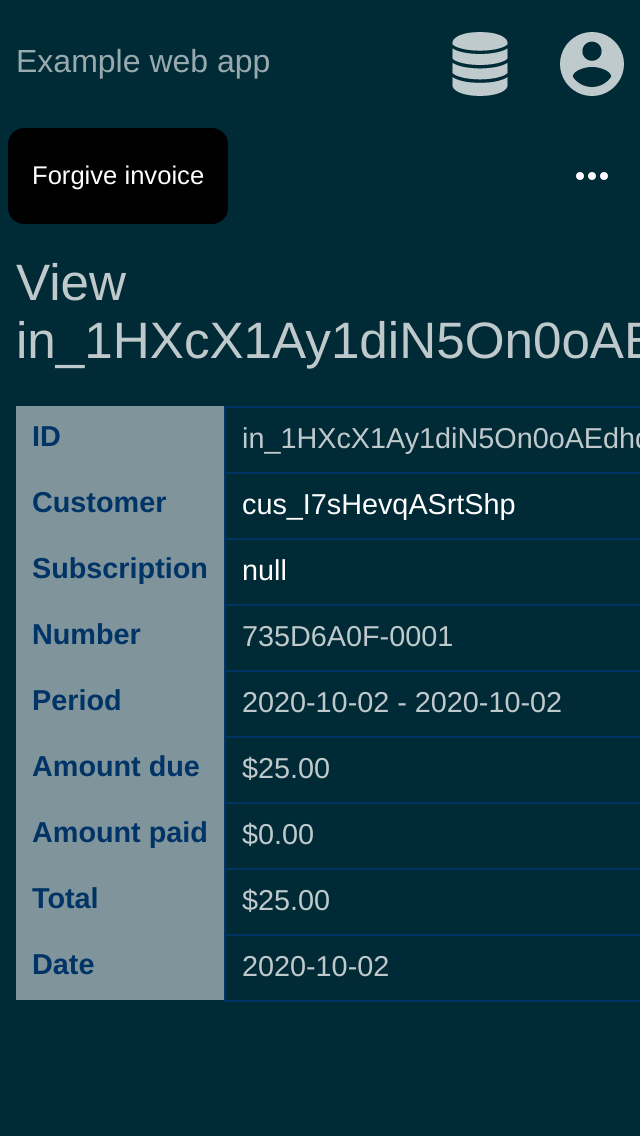 Example web app
Forgive invoice
View
in_1HXcX1Ay1diN5On0oAE
ID in_1HXcX1Ay1diN5On0oAEdh
Customer cus_I7sHevqASrtShp
Subscription null
Number 735D6A0F-0001
Period 2020-10-02 - 2020-10-02
Amount due $25.00
Amount paid $0.00
Total $25.00
Date 2020-10-02